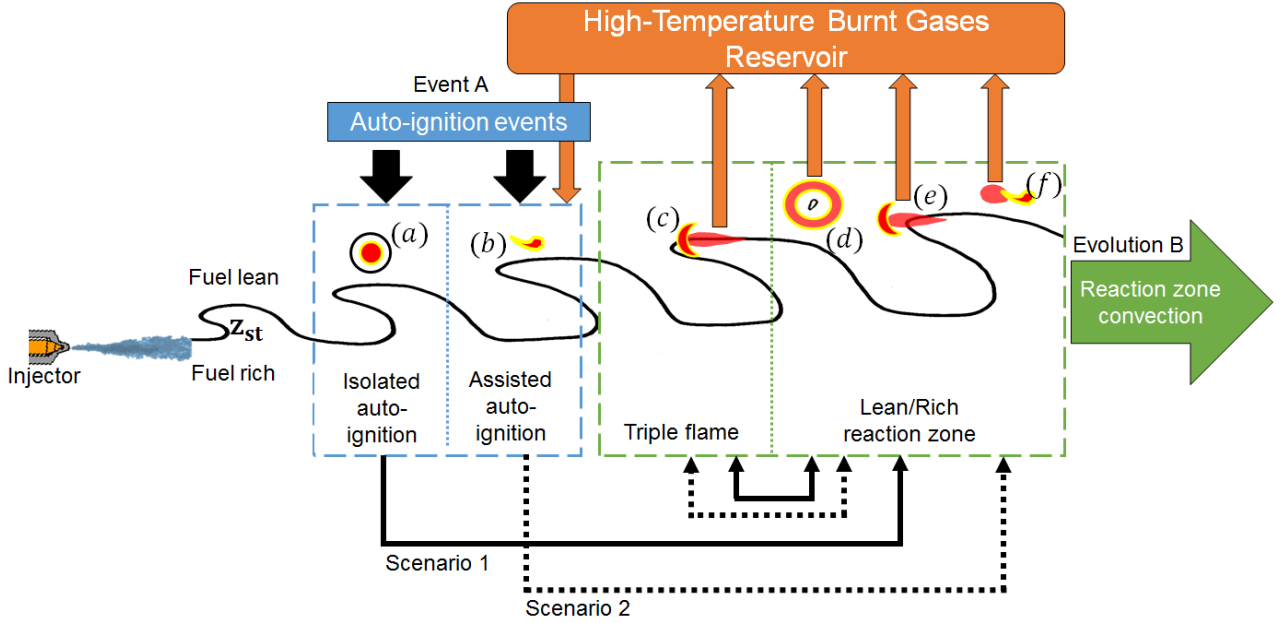 High-Temperature Burnt Gases
Reservoir
Event A
Auto-ignition events
(a)
(b)
(c)
(d)
(e)
(f)
Fuel lean
z_st
Fuel rich
Injector
Isolated
auto-
ignition
Assisted
auto-
ignition
Triple flame
Lean/Rich
reaction zone
Evolution B
Reaction zone
convection
Scenario 1
Scenario 2